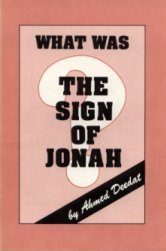 WHAT WAS
THE
SIGN
OF
JONAH
by Ahmed Deedat